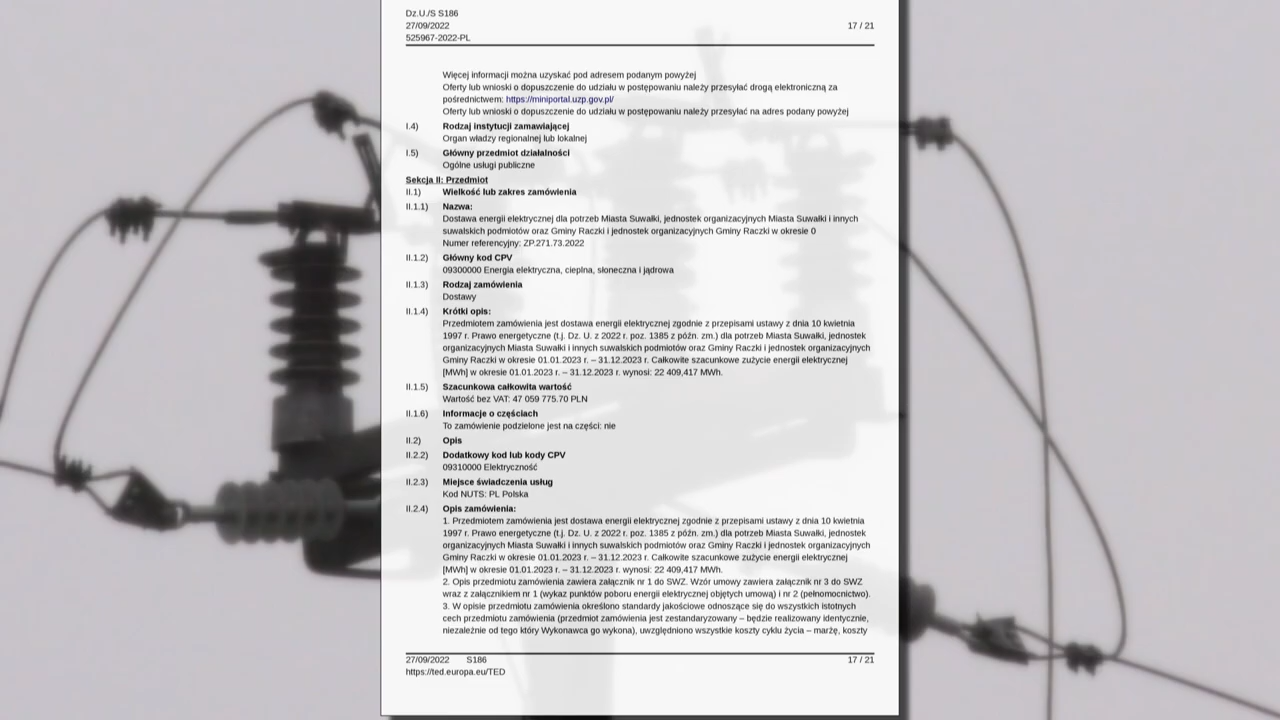 Dz.U./S S186
27/09/2022
17 / 21
525967-2022-PL
Więcej informacji można uzyskać pod adresem podanym powyżej
Oferty lub wnioski o dopuszczenie do udziału w postępowaniu należy przesyłać drogą elektroniczną za
pośrednictwem: https://miniportal.uzp.gov.pl/
Oferty lub wnioski o dopuszczenie do udziału w postępowaniu należy przesyłać na adres podany powyżej
I.4) Rodzaj instytucji zamawiającej
Organ władzy regionalnej lub lokalnej
I.5) Główny przedmiot działalności
Ogólne usługi publiczne
Sekcja II: Przedmiot
II.1) Wielkość lub zakres zamówienia
II.1.1) Nazwa:
Dostawa energii elektrycznej dla potrzeb Miasta Suwałki, jednostek organizacyjnych Miasta Suwałki i innych
suwalskich podmiotów oraz Gminy Raczki i jednostek organizacyjnych Gminy Raczki w okresie 0
Numer referencyjny: ZP.271.73.2022
II.1.2) Główny kod CPV
09300000 Energia elektryczna, cieplna, słoneczna i jądrowa
II.1.3) Rodzaj zamówienia
Dostawy
II.1.4) Krótki opis:
Przedmiotem zamówienia jest dostawa energii elektrycznej zgodnie z przepisami ustawy z dnia 10 kwietnia
1997 r. Prawo energetyczne (t.j. Dz. U. z 2022 r. poz. 1385 z późn. zm.) dla potrzeb Miasta Suwałki, jednostek
organizacyjnych Miasta Suwałki i innych suwalskich podmiotów oraz Gminy Raczki i jednostek organizacyjnych
Gminy Raczki w okresie 01.01.2023 r. – 31.12.2023 r. Całkowite szacunkowe zużycie energii elektrycznej
[MWh] w okresie 01.01.2023 r. – 31.12.2023 r. wynosi: 22 409,417 MWh.
II.1.5) Szacunkowa całkowita wartość
Wartość bez VAT: 47 059 775.70 PLN
II.1.6) Informacje o częściach
To zamówienie podzielone jest na części: nie
II.2) Opis
II.2.2) Dodatkowy kod lub kody CPV
09310000 Elektryczność
II.2.3) Miejsce świadczenia usług
Kod NUTS: PL Polska
II.2.4) Opis zamówienia:
1. Przedmiotem zamówienia jest dostawa energii elektrycznej zgodnie z przepisami ustawy z dnia 10 kwietnia
1997 r. Prawo energetyczne (t.j. Dz. U. z 2022 r. poz. 1385 z późn. zm.) dla potrzeb Miasta Suwałki, jednostek
organizacyjnych Miasta Suwałki i innych suwalskich podmiotów oraz Gminy Raczki i jednostek organizacyjnych
Gminy Raczki w okresie 01.01.2023 r. – 31.12.2023 r. Całkowite szacunkowe zużycie energii elektrycznej
[MWh] w okresie 01.01.2023 r. – 31.12.2023 r. wynosi: 22 409,417 MWh.
2. Opis przedmiotu zamówienia zawiera załącznik nr 1 do SWZ. Wzór umowy zawiera załącznik nr 3 do SWZ
wraz z załącznikiem nr 1 (wykaz punktów poboru energii elektrycznej objętych umową) i nr 2 (pełnomocnictwo).
3. W opisie przedmiotu zamówienia określono standardy jakościowe odnoszące się do wszystkich istotnych
cech przedmiotu zamówienia (przedmiot zamówienia jest zestandaryzowany – będzie realizowany identycznie,
niezależnie od tego który Wykonawca go wykona), uwzględniono wszystkie koszty cyklu życia – marżę, koszty
27/09/2022 S186
17 / 21
https://ted.europa.eu/TED